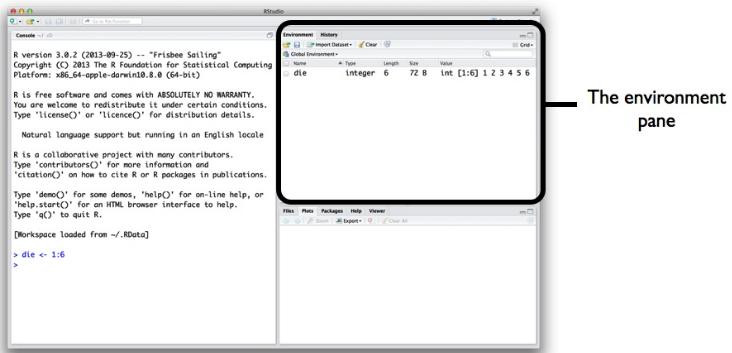 RStudio
Go to file/function
Console ~/
R version 3.0.2 (2013-09-25) -- "Frisbee Sailing"
Copyright (C) 2013 The R Foundation for Statistical Computing
Platform: x86_64-apple-darwin10.8.0 (64-bit)
R is free software and comes with ABSOLUTELY NO WARRANTY.
You are welcome to redistribute it under certain conditions.
Type 'license()' or 'licence()' for distribution details.
Natural language support but running in an English locale
R is a collaborative project with many contributors.
Type 'contributors()' for more information and
'citation()' on how to cite R or R packages in publications.
Type 'demo()' for some demos, 'help()' for on-line help, or
'help.start()' for an HTML browser interface to help.
Type 'q()' to quit R.
[Workspace loaded from ~/.RData]
> die <- 1:6
>
Environment History
Import Dataset Clear Grid
Global Environment
Name Type Length Size Value
die integer 6 72 B int [1:6] 1 2 3 4 5 6
Files Plots Packages Help Viewer
Zoom Export Clear All
The environment
pane